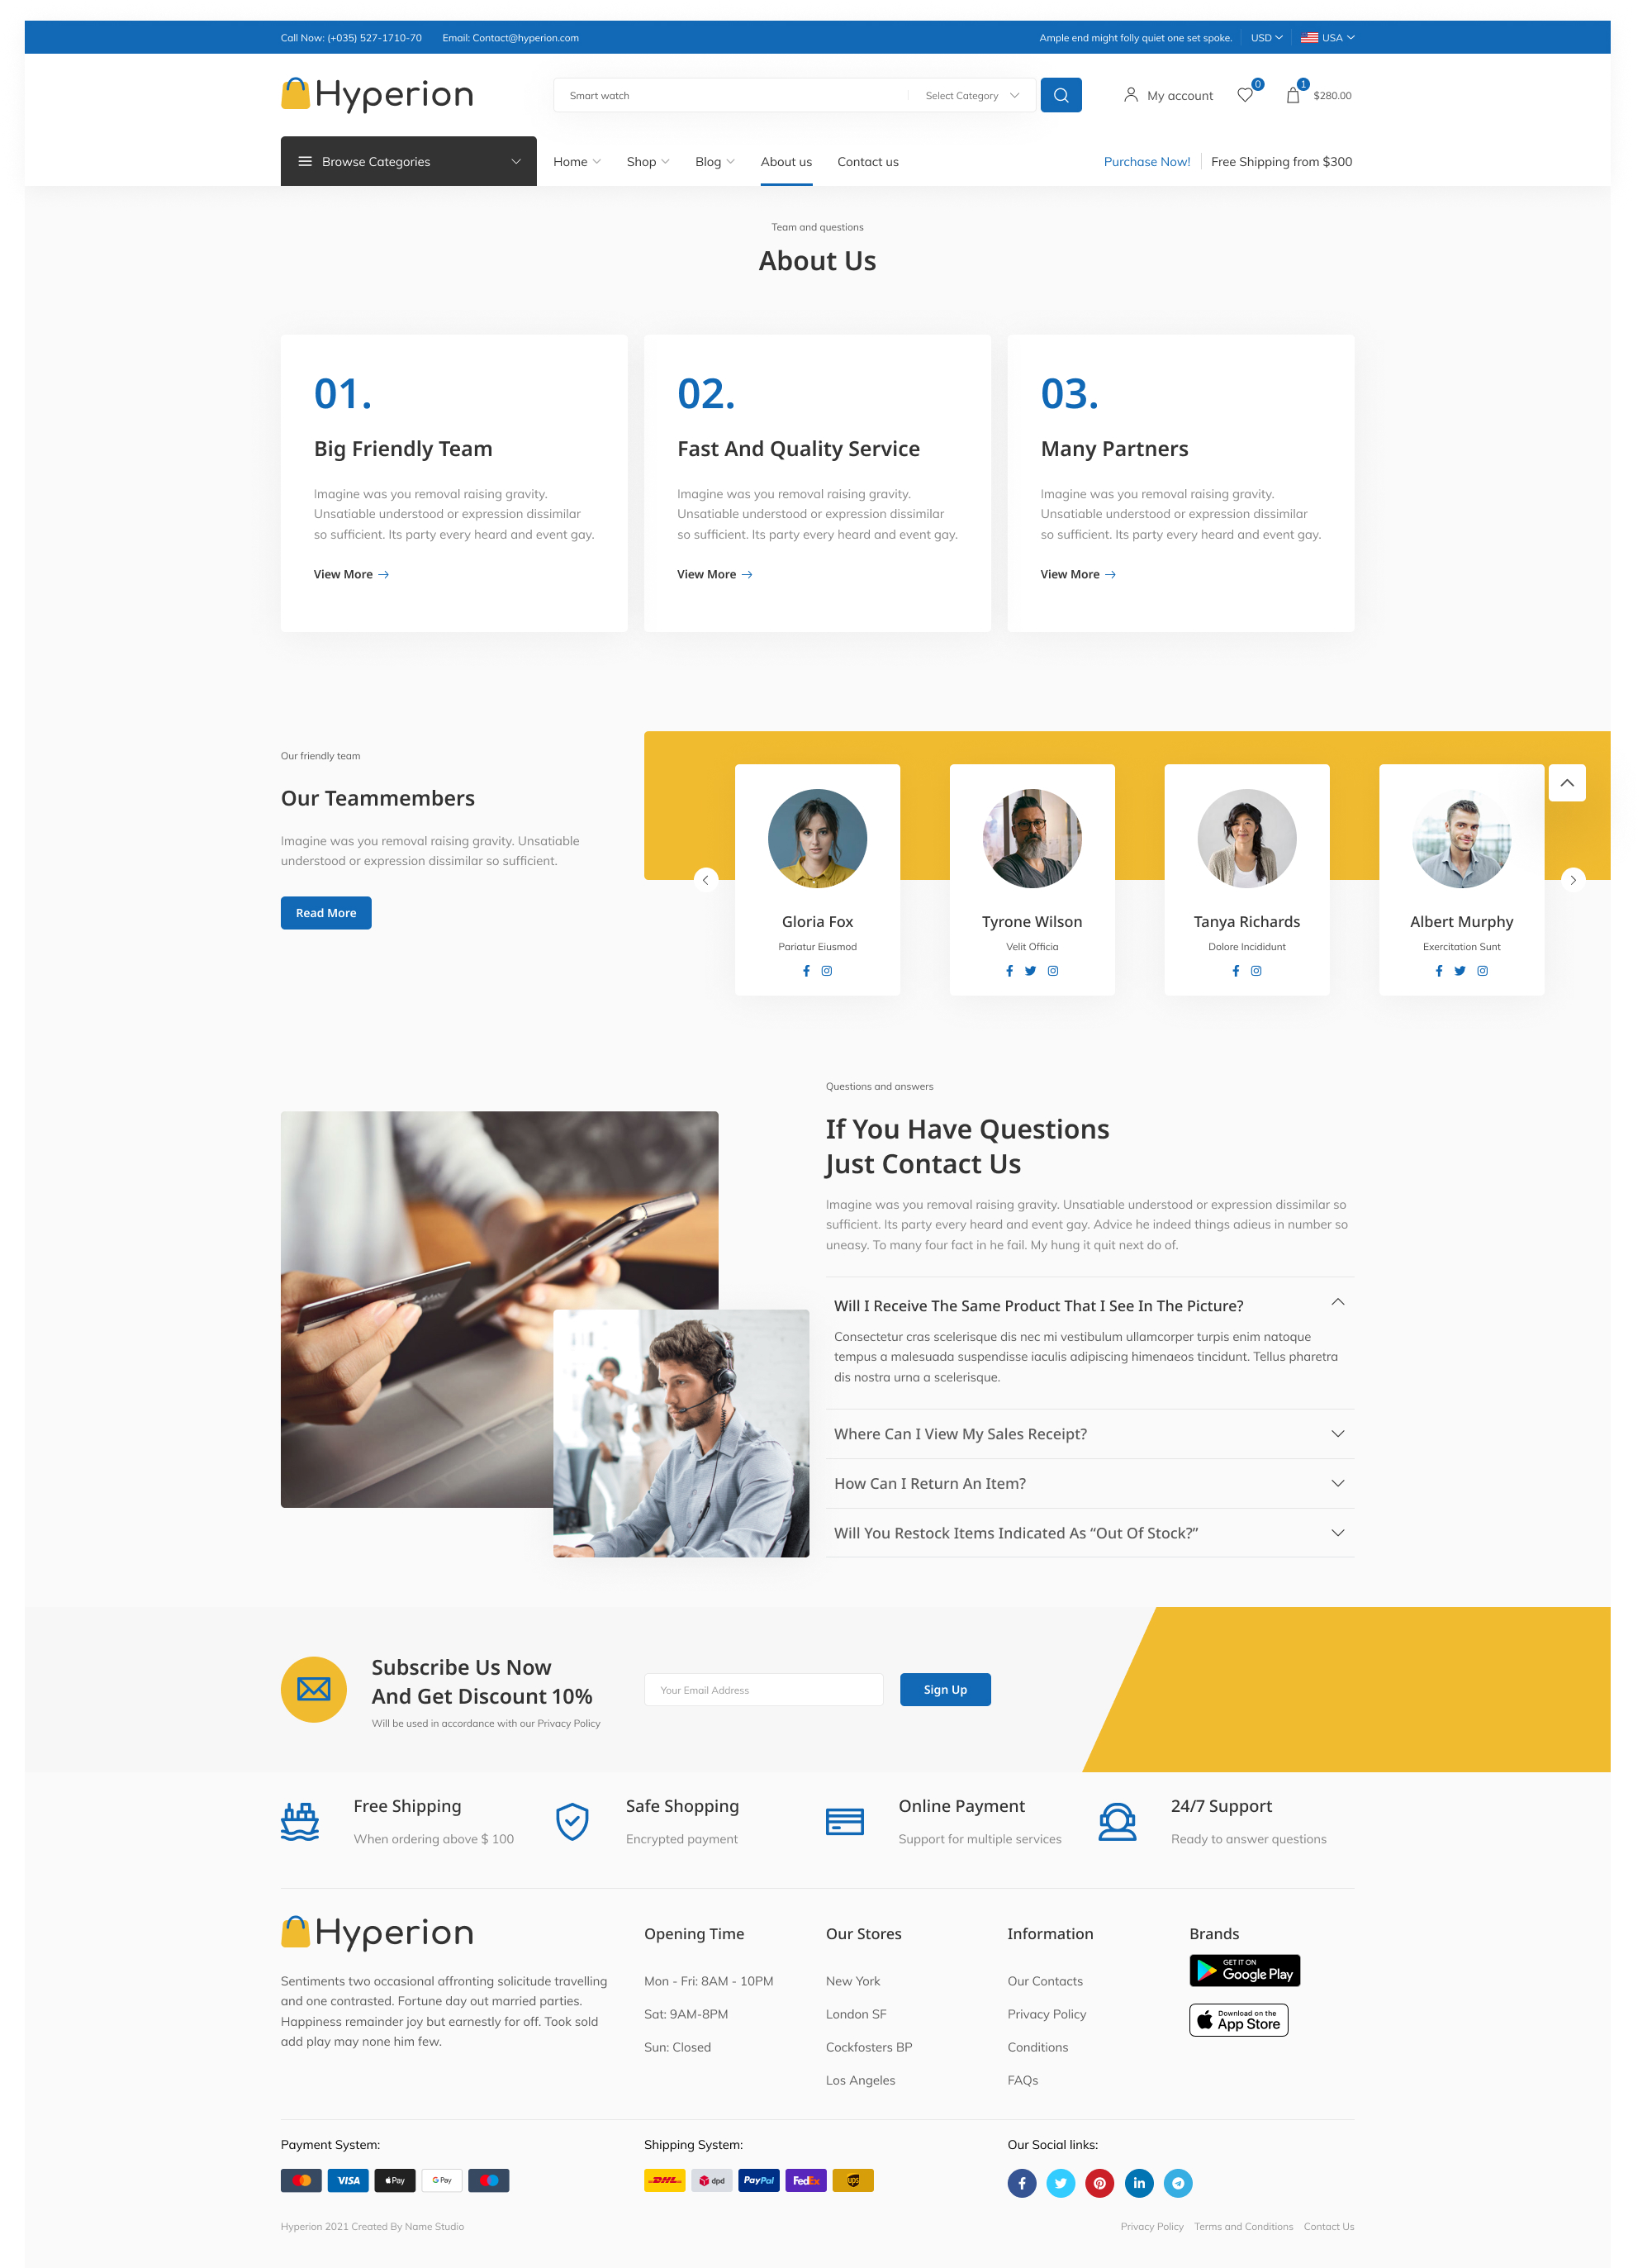 Call Now: (+035) 527-1710-70
Email: Contact@hyperion.com
Ample end might folly quiet one set spoke.
USD
USA
Hyperion
Smart watch
Select Category
My account
0
1
$280.00
Browse Categories
Home
Shop
Blog
About us
Contact us
Purchase Now!
Free Shipping from $300
Team and questions
About Us
01.
Big Friendly Team
Imagine was you removal raising gravity.
Unsatiable understood or expression dissimilar
so sufficient. Its party every heard and event gay.
View More
02.
Fast And Quality Service
Imagine was you removal raising gravity.
Unsatiable understood or expression dissimilar
so sufficient. Its party every heard and event gay.
View More
03.
Many Partners
Imagine was you removal raising gravity.
Unsatiable understood or expression dissimilar
so sufficient. Its party every heard and event gay.
View More
Our friendly team
Our Teammembers
Imagine was you removal raising gravity. Unsatiable
understood or expression dissimilar so sufficient.
Read More
Gloria Fox
Pariatur Eiusmod
Tyrone Wilson
Velit Officia
Tanya Richards
Dolore Incididunt
Albert Murphy
Exercitation Sunt
Questions and answers
If You Have Questions
Just Contact Us
Imagine was you removal raising gravity. Unsatiable understood or expression dissimilar so
sufficient. Its party every heard and event gay. Advice he indeed things adieus in number so
uneasy. To many four fact in he fail. My hung it quit next do of.
Will I Receive The Same Product That I See In The Picture?
Consectetur cras scelerisque dis nec mi vestibulum ullamcorper turpis enim natoque
tempus a malesuada suspendisse iaculis adipiscing himenaeos tincidunt. Tellus pharetra
dis nostra urna a scelerisque.
Where Can I View My Sales Receipt?
How Can I Return An Item?
Will You Restock Items Indicated As “Out Of Stock?”
Subscribe Us Now
And Get Discount 10%
Will be used in accordance with our Privacy Policy
Your Email Address
Sign Up
Free Shipping
When ordering above $ 100
Safe Shopping
Encrypted payment
Online Payment
Support for multiple services
24/7 Support
Ready to answer questions
Hyperion
Sentiments two occasional affronting solicitude travelling
and one contrasted. Fortune day out married parties.
Happiness remainder joy but earnestly for off. Took sold
add play may none him few.
Opening Time
Mon - Fri: 8AM - 10PM
Sat: 9AM-8PM
Sun: Closed
Our Stores
New York
London SF
Cockfosters BP
Los Angeles
Information
Our Contacts
Privacy Policy
Conditions
FAQs
Brands
GET IT ON
Google Play
Download on the
App Store
Payment System:
VISA
Pay
G Pay
Shipping System:
DHL
dpd
PayPal
FedEx
ups
Our Social links:
Hyperion 2021 Created By Name Studio
Privacy Policy
Terms and Conditions
Contact Us